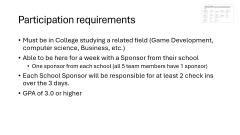 Participation requirements
• Must be in College studying a related field (Game Development,
computer science, Business, etc.)
• Able to be here for a week with a Sponsor from their school
• One sponsor from each school (all 5 team members have 1 sponsor)
• Each School Sponsor will be responsible for at least 2 check ins
over the 3 days.
• GPA of 3.0 or higher